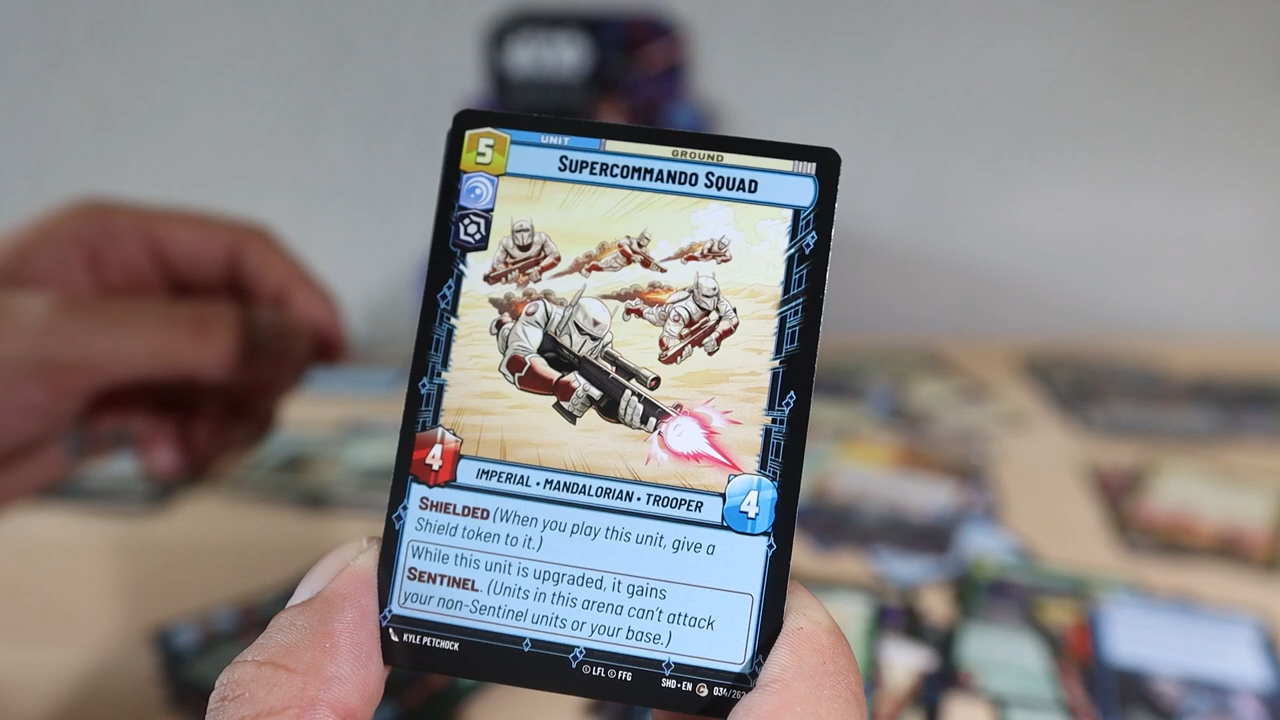 5
UNIT
GROUND
SUPERCOMMANDO SQUAD
4
IMPERIAL • MANDALORIAN • TROOPER
4
SHIELDED (When you play this unit, give a
Shield token to it.)
While this unit is upgraded, it gains
SENTINEL. (Units in this arena can't attack
your non-Sentinel units or your base.)
KYLE PETCHOCK
© LFL © FFG
SHD • EN C 034/262